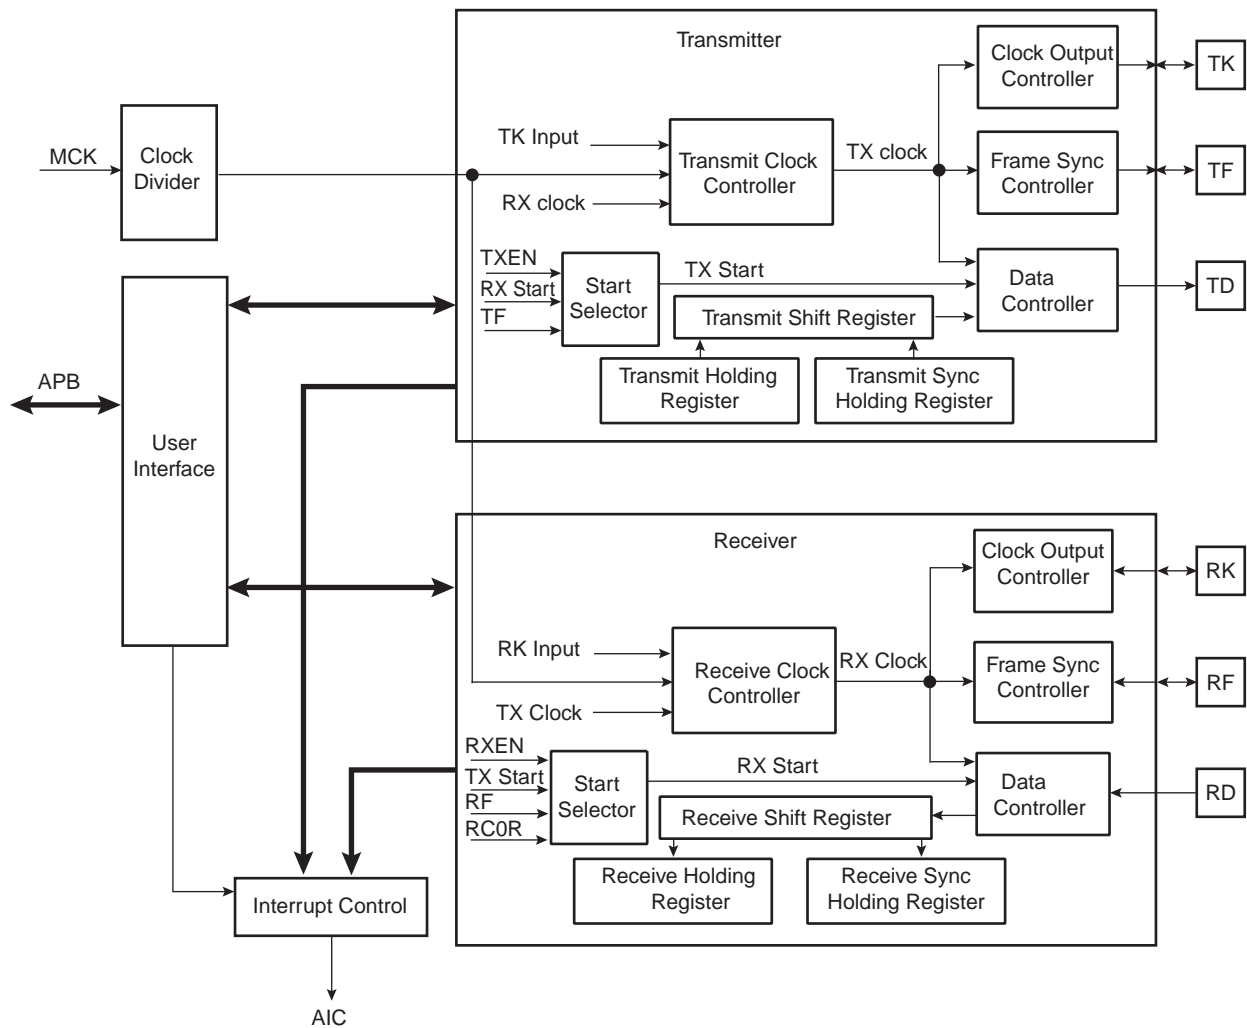 Transmitter
Clock Output
Controller
TK
MCK
Clock
Divider
TK Input
Transmit Clock
Controller
TX clock
Frame Sync
Controller
TF
RX clock
TXEN
RX Start
TF
Start
Selector
TX Start
Data
Controller
TD
Transmit Shift Register
Transmit Holding
Register
Transmit Sync
Holding Register
APB
User
Interface
Receiver
Clock Output
Controller
RK
RK Input
Receive Clock
Controller
RX Clock
Frame Sync
Controller
RF
TX Clock
RXEN
TX Start
RF
RC0R
Start
Selector
RX Start
Data
Controller
RD
Receive Shift Register
Receive Holding
Register
Receive Sync
Holding Register
Interrupt Control
AIC